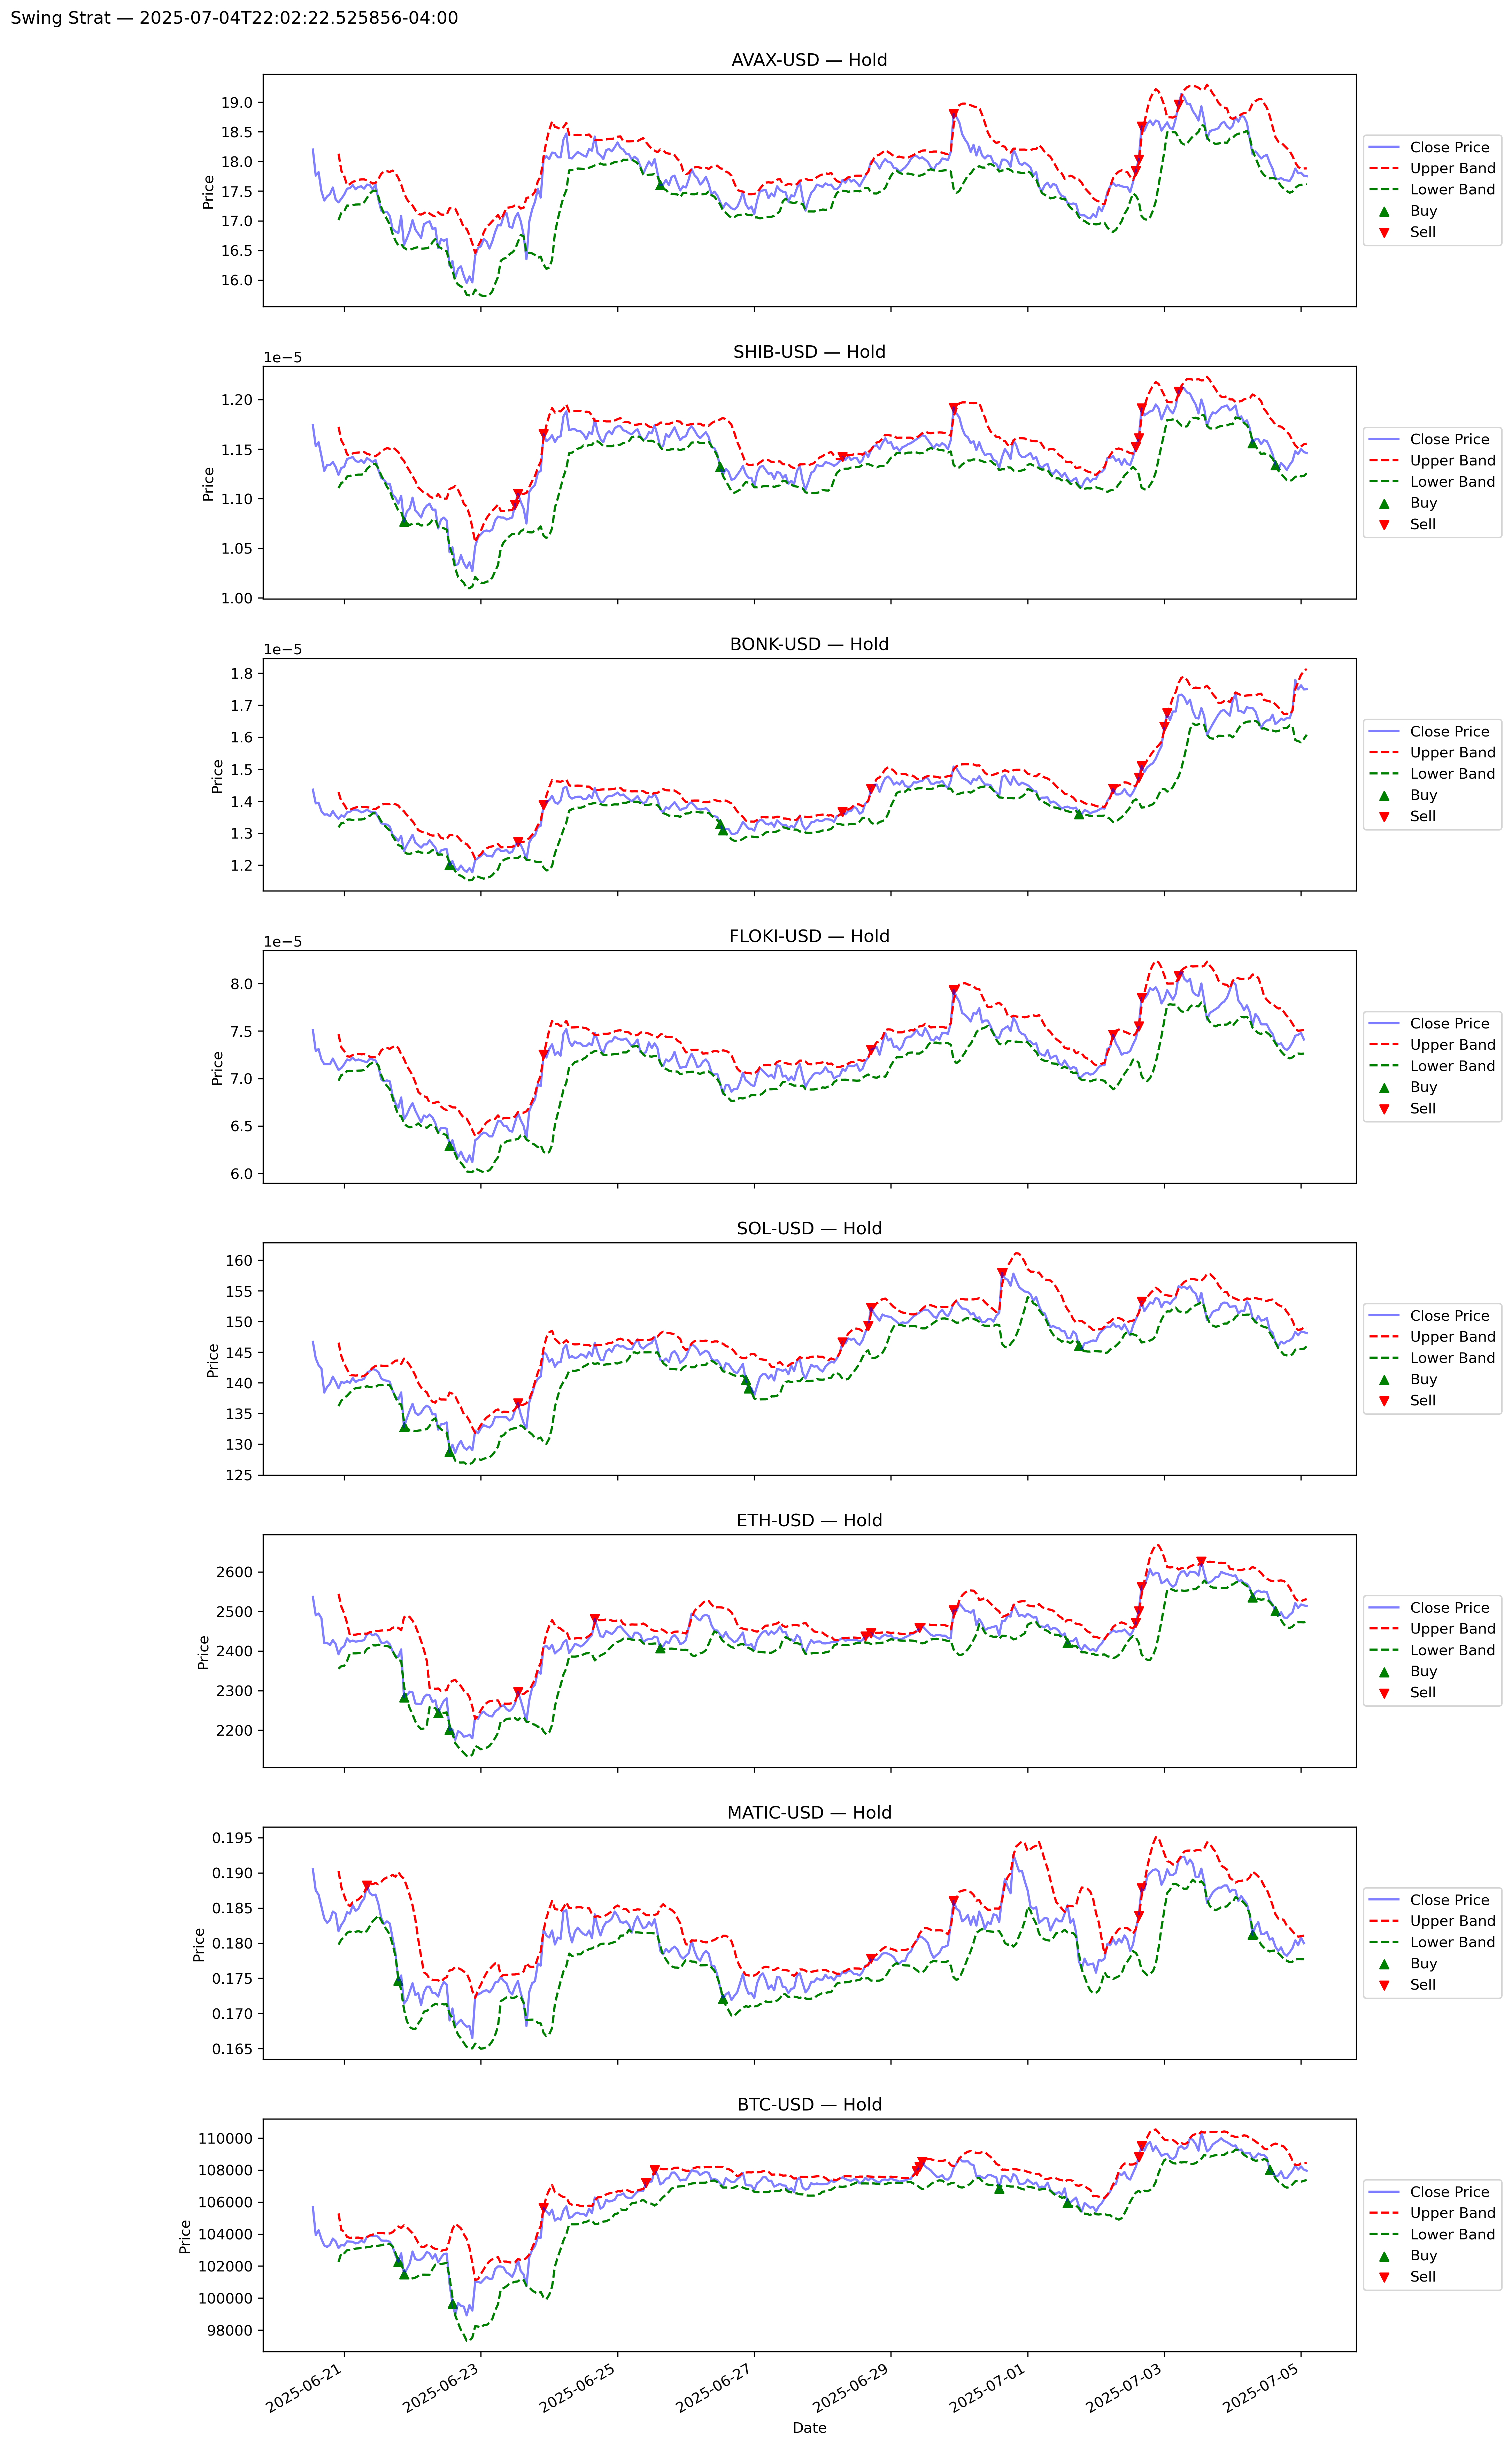 Swing Strat — 2025-07-04T22:02:22.525856-04:00
AVAX-USD — Hold
Price
19.0
18.5
18.0
17.5
17.0
16.5
16.0
Close Price
Upper Band
Lower Band
Buy
Sell
SHIB-USD — Hold
1e−5
Price
1.20
1.15
1.10
1.05
1.00
Close Price
Upper Band
Lower Band
Buy
Sell
BONK-USD — Hold
1e−5
Price
1.8
1.7
1.6
1.5
1.4
1.3
1.2
Close Price
Upper Band
Lower Band
Buy
Sell
FLOKI-USD — Hold
1e−5
Price
8.0
7.5
7.0
6.5
6.0
Close Price
Upper Band
Lower Band
Buy
Sell
SOL-USD — Hold
Price
160
155
150
145
140
135
130
125
Close Price
Upper Band
Lower Band
Buy
Sell
ETH-USD — Hold
Price
2600
2500
2400
2300
2200
Close Price
Upper Band
Lower Band
Buy
Sell
MATIC-USD — Hold
Price
0.195
0.190
0.185
0.180
0.175
0.170
0.165
Close Price
Upper Band
Lower Band
Buy
Sell
BTC-USD — Hold
Price
110000
108000
106000
104000
102000
100000
98000
Close Price
Upper Band
Lower Band
Buy
Sell
2025-06-21
2025-06-23
2025-06-25
2025-06-27
2025-06-29
2025-07-01
2025-07-03
2025-07-05
Date